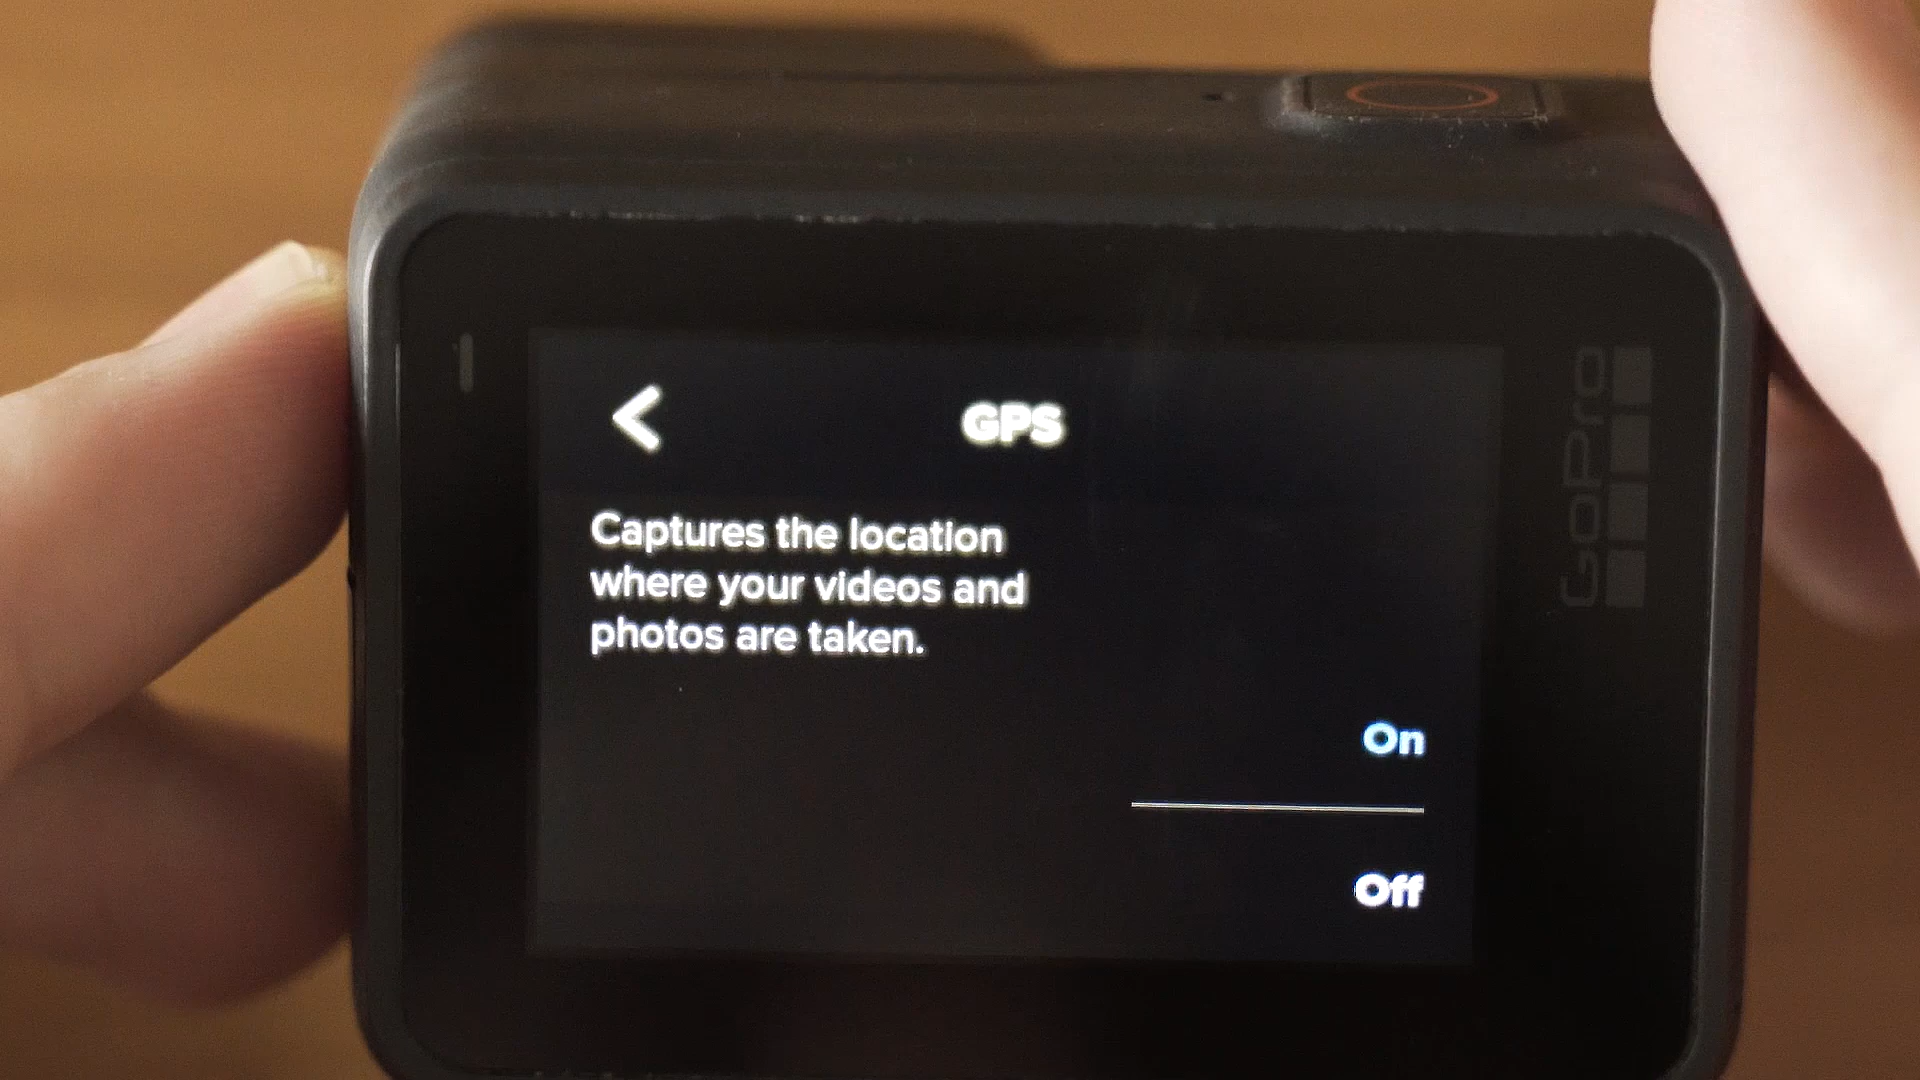 GPS
Captures the location
where your videos and
photos are taken.
On
Off
GoPro